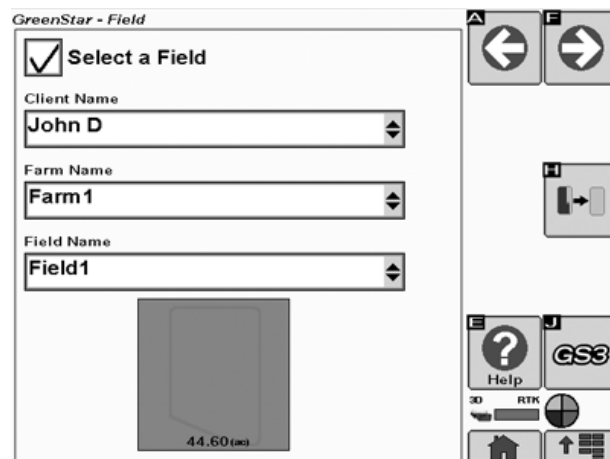 GreenStar - Field
A
F
Select a Field
Client Name
John D
Farm Name
Farm1
H
Field Name
Field1
44.60(ac)
E
J
Help
GS3
3D
RTK